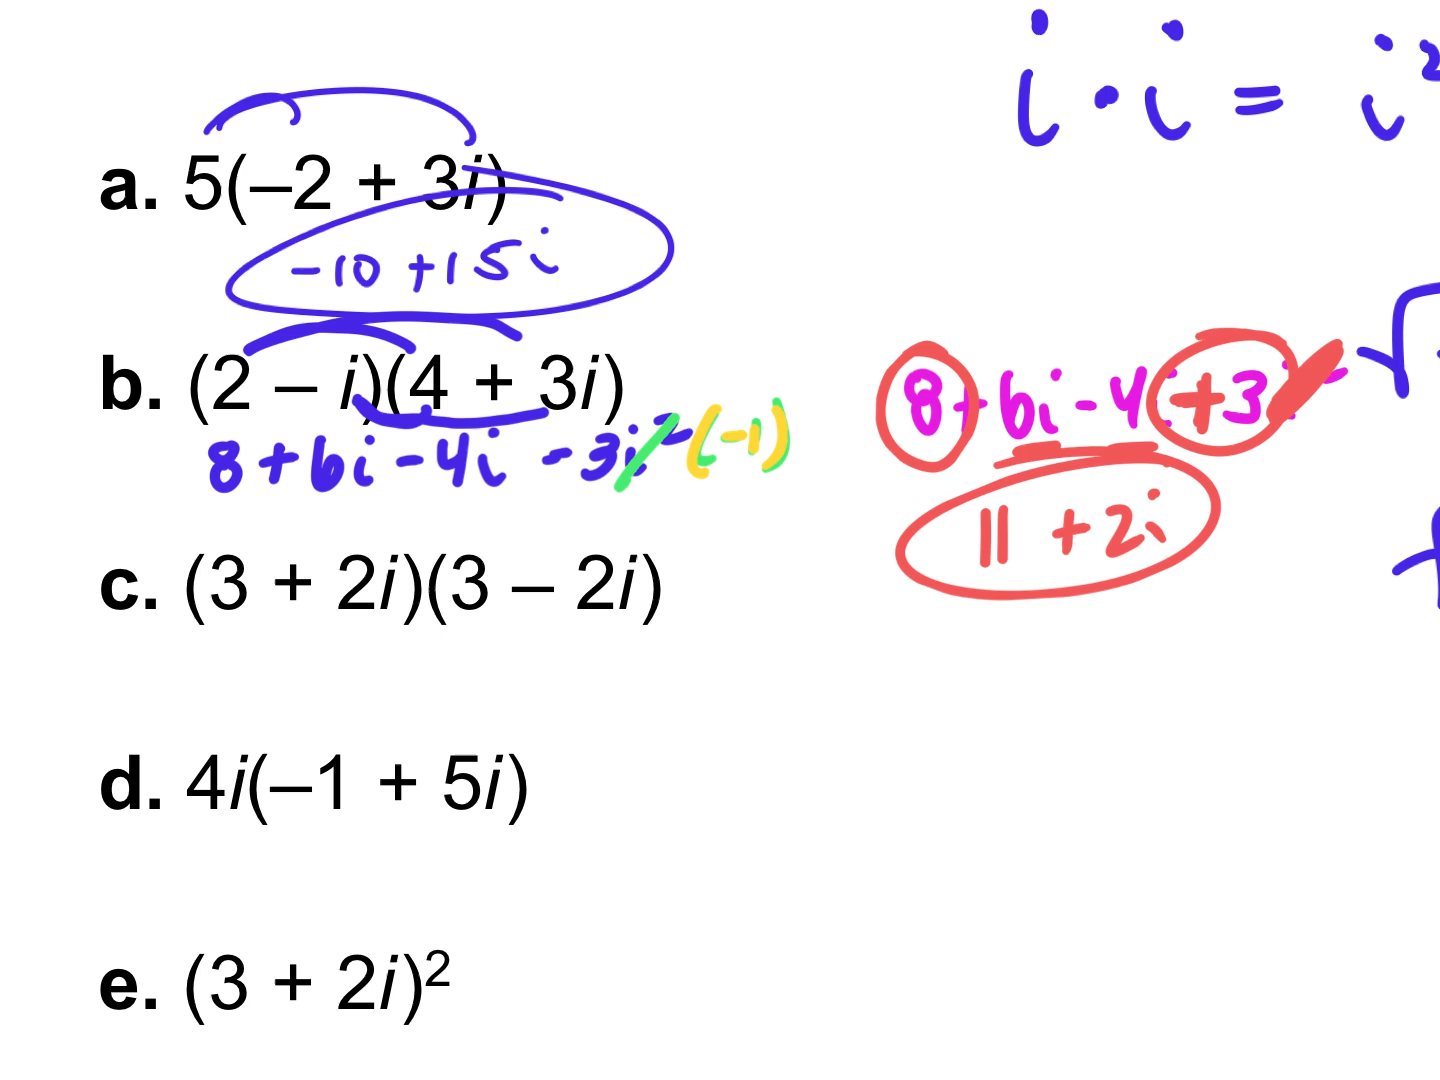 i · i = i²
a. 5(–2 + 3i)
-10 + 15i
b. (2 – i)(4 + 3i)
8 + 6i - 4i - 3i² (-1)
8 + 6i - 4i + 3
11 + 2i
c. (3 + 2i)(3 – 2i)
d. 4i(–1 + 5i)
e. (3 + 2i)²